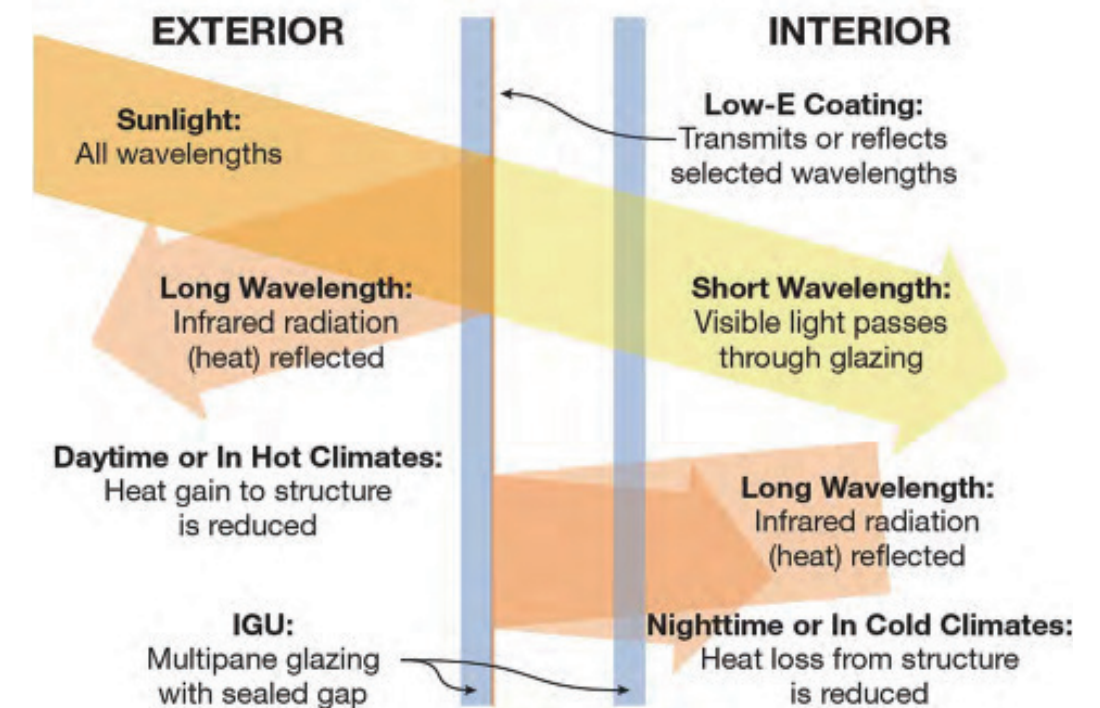 EXTERIOR
INTERIOR
Sunlight:
All wavelengths
Low-E Coating:
Transmits or reflects
selected wavelengths
Long Wavelength:
Infrared radiation
(heat) reflected
Short Wavelength:
Visible light passes
through glazing
Daytime or In Hot Climates:
Heat gain to structure
is reduced
Long Wavelength:
Infrared radiation
(heat) reflected
IGU:
Multipane glazing
with sealed gap
Nighttime or In Cold Climates:
Heat loss from structure
is reduced